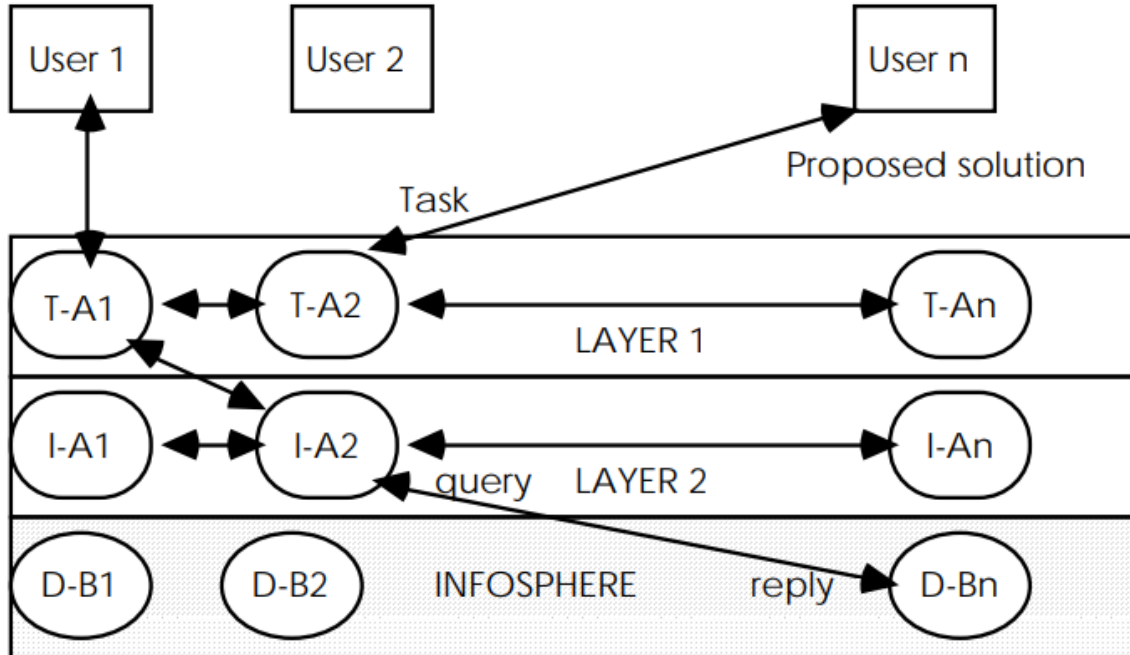 User 1
User 2
User n
Proposed solution
Task
T-A1
T-A2
T-An
LAYER 1
I-A1
I-A2
I-An
query
LAYER 2
D-B1
D-B2
INFOSPHERE
reply
D-Bn